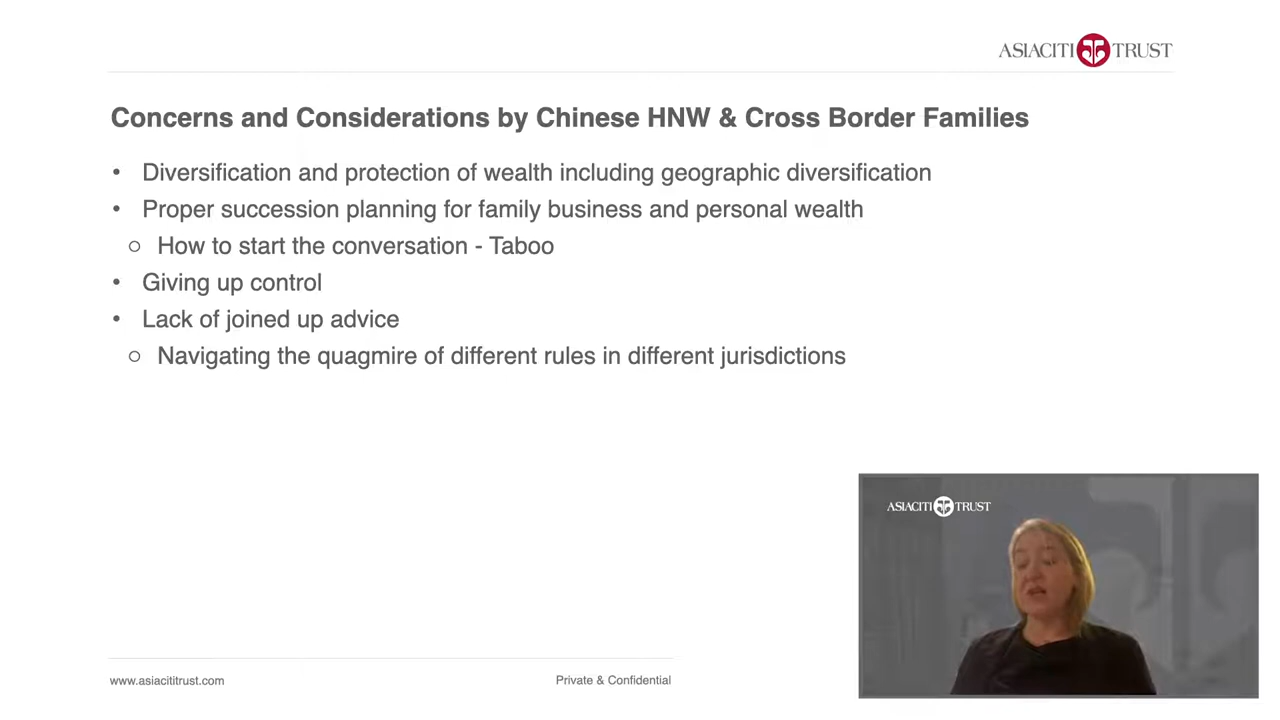 ASIACITI TRUST
Concerns and Considerations by Chinese HNW & Cross Border Families
• Diversification and protection of wealth including geographic diversification
• Proper succession planning for family business and personal wealth
○ How to start the conversation - Taboo
• Giving up control
• Lack of joined up advice
○ Navigating the quagmire of different rules in different jurisdictions
ASIACITI TRUST
www.asiacititrust.com
Private & Confidential